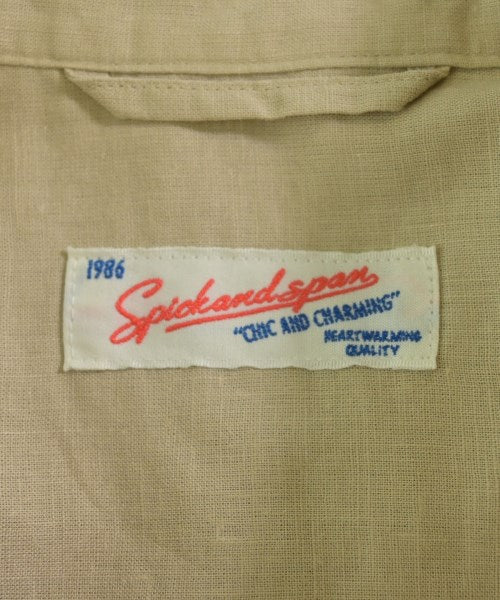 1986
Spickandspan
"CHIC AND CHARMING"
HEARTWARMING
QUALITY